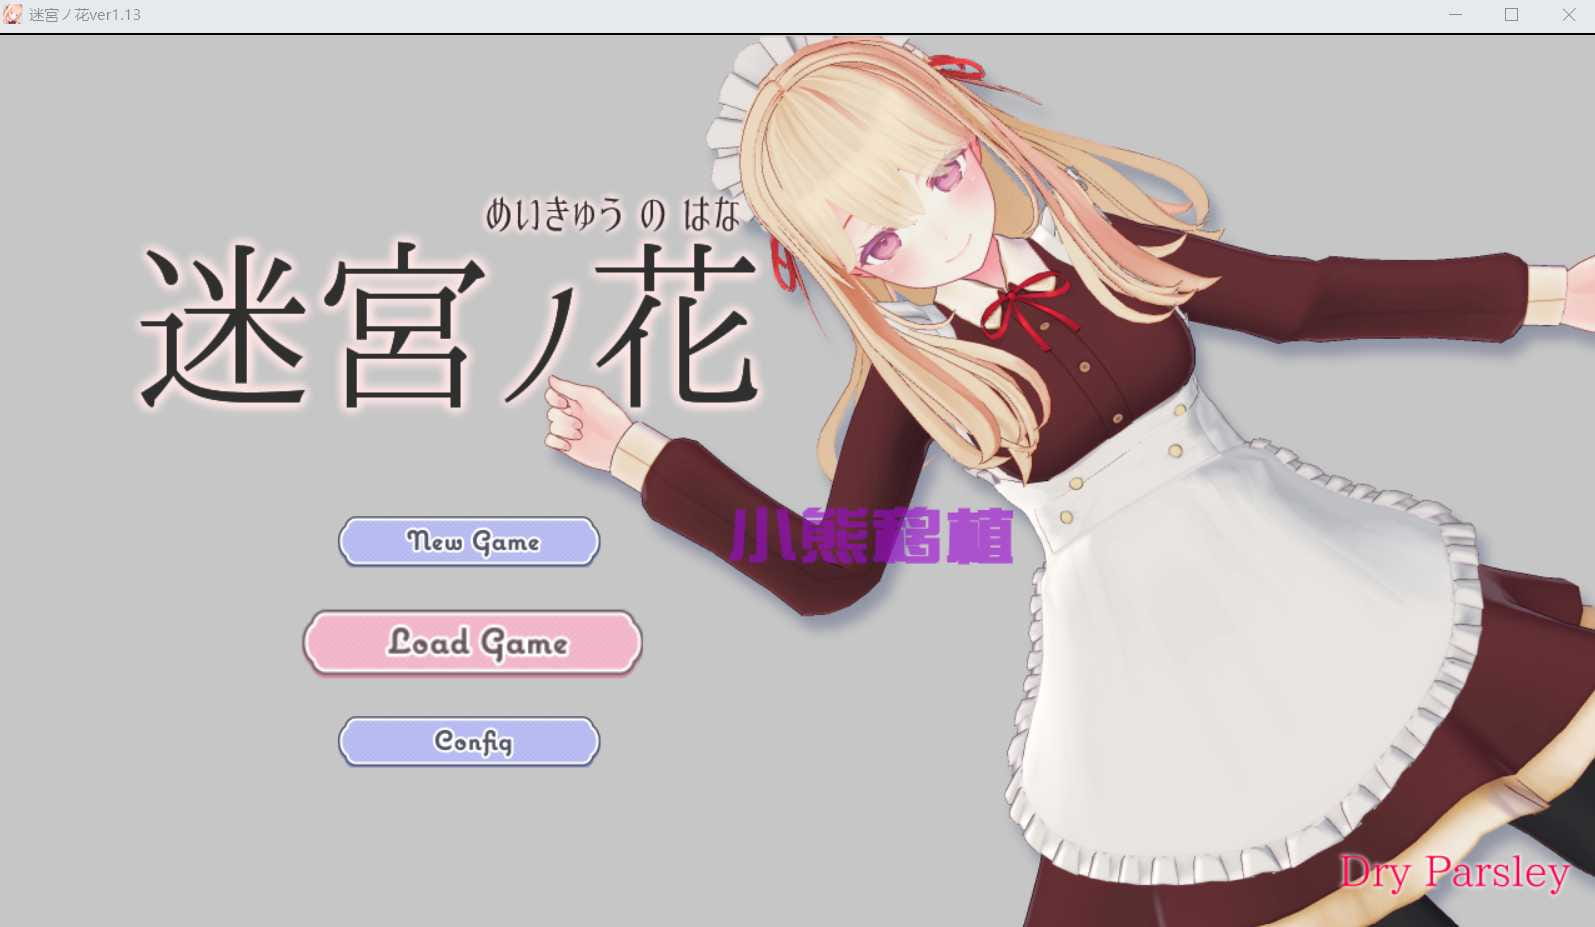 迷宮ノ花ver1.13
めいきゅう の はな
迷宮ノ花
New Game
小熊移植
Load Game
Config
Dry Parsley